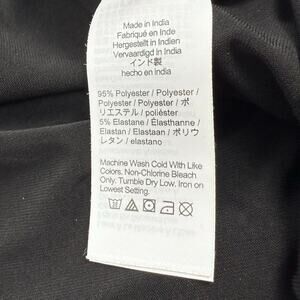 Made in India
Fabriqué en Inde
Hergestellt in Indien
Vervaardigd in India
インド製
hecho en India
95% Polyester / Polyester /
Polyester / Polyester / ポ
リエステル / poliéster
5% Elastane / Élasthanne /
Elastan / Elastaan / ポリウ
レタン / elastano
Machine Wash Cold With Like
Colors. Non-Chlorine Bleach
Only. Tumble Dry Low. Iron on
Lowest Setting.